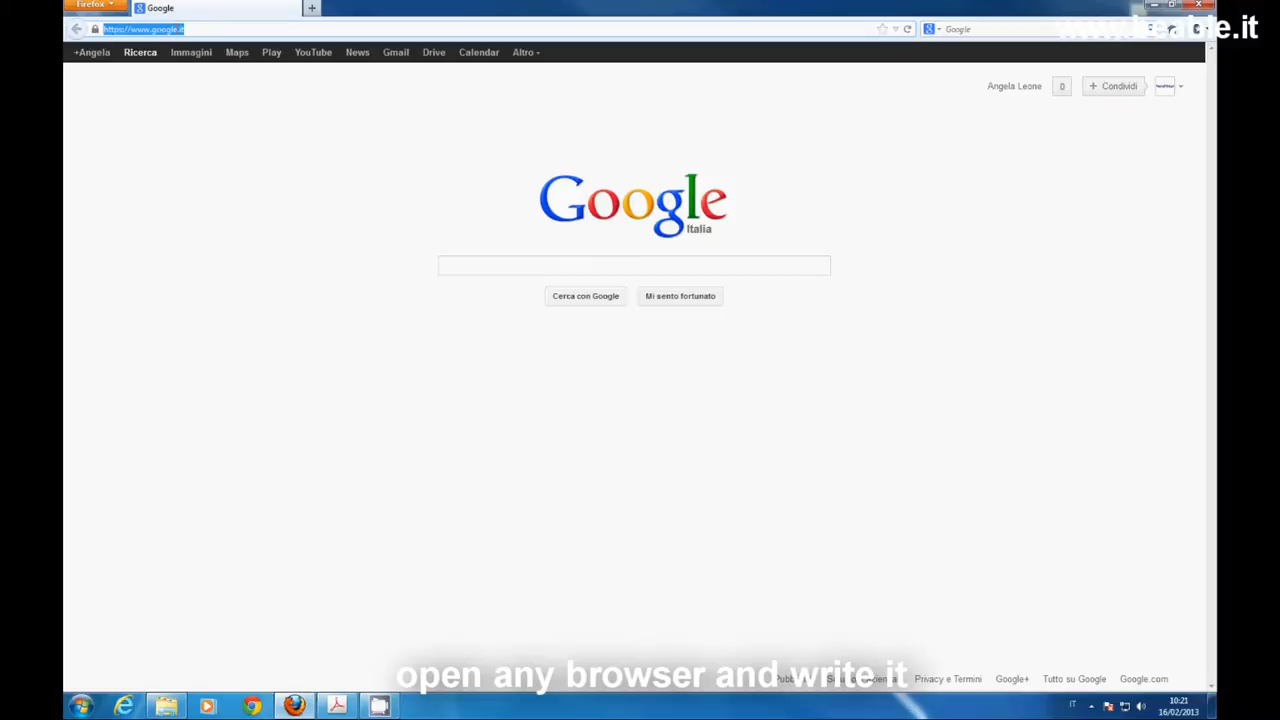 Firefox
Google
https://www.google.it
Google
+Angela Ricerca Immagini Maps Play YouTube News Gmail Drive Calendar Altro
Angela Leone 0 + Condividi
Google
Italia
Cerca con Google Mi sento fortunato
open any browser and write it
Privacy e Termini Google+ Tutto su Google Google.com
IT 10:21
16/02/2013